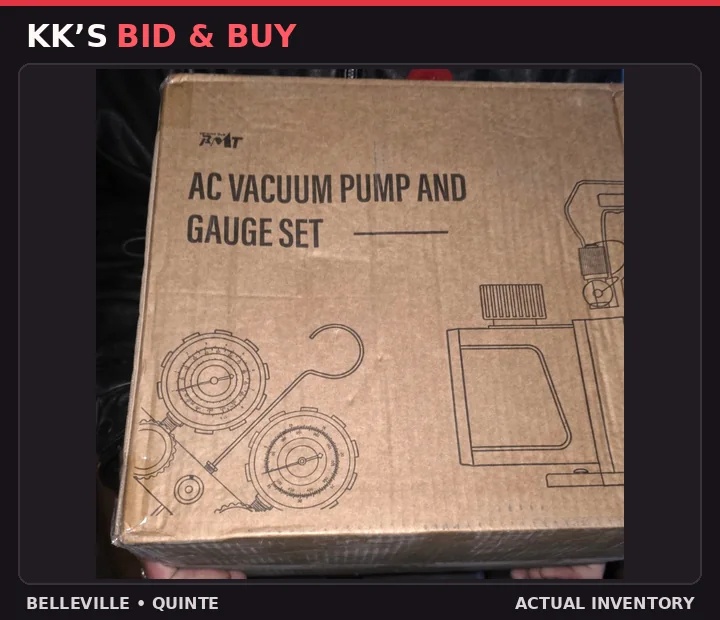 KK’S BID & BUY
AC VACUUM PUMP AND
GAUGE SET
BELLEVILLE • QUINTE
ACTUAL INVENTORY